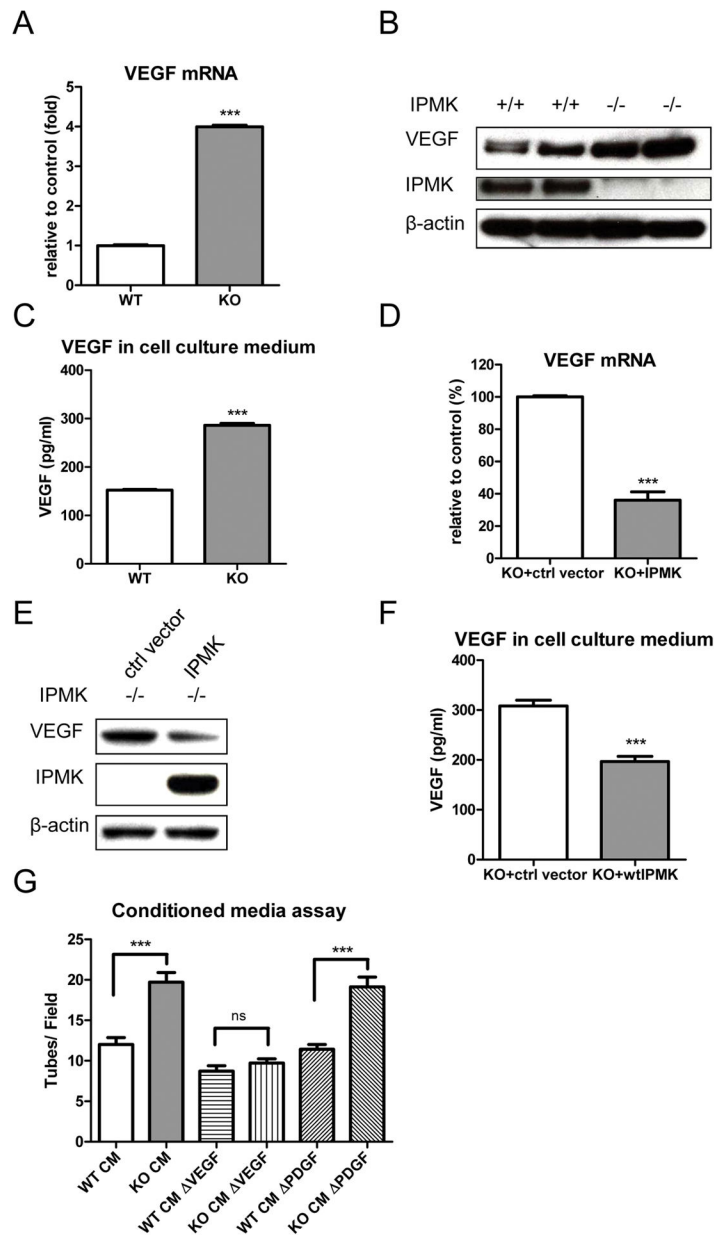 A
VEGF mRNA
relative to control (fold)
5
4
3
2
1
0
***
WT
KO
B
IPMK +/+ +/+ -/- -/-
VEGF
IPMK
β-actin
C
VEGF in cell culture medium
VEGF (pg/ml)
400
300
200
100
0
***
WT
KO
D
VEGF mRNA
relative to control (%)
120
100
80
60
40
20
0
***
KO+ctrl vector
KO+IPMK
E
ctrl vector
IPMK
IPMK -/- -/-
VEGF
IPMK
β-actin
F
VEGF in cell culture medium
VEGF (pg/ml)
400
300
200
100
0
***
KO+ctrl vector
KO+wtIPMK
G
Conditioned media assay
Tubes/ Field
25
20
15
10
5
0
***
ns
***
WT CM
KO CM
WT CM ΔVEGF
KO CM ΔVEGF
WT CM ΔPDGF
KO CM ΔPDGF